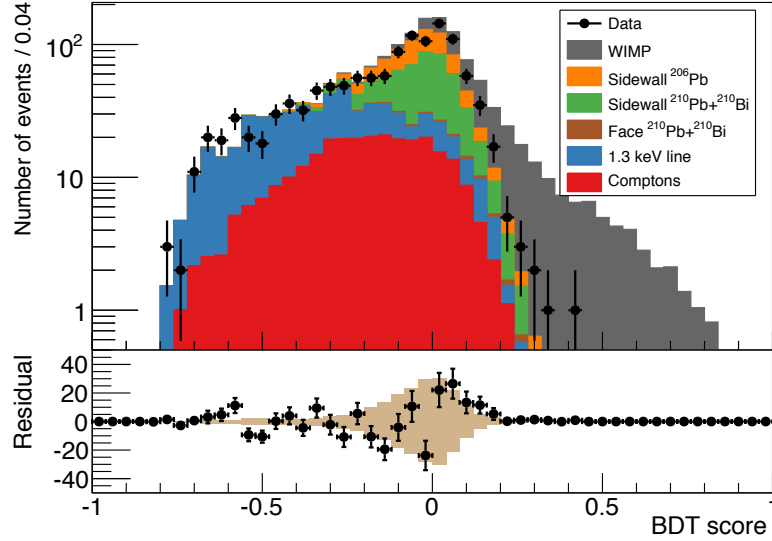 Number of events / 0.04
10²
10
1
Data
WIMP
Sidewall ²⁰⁶Pb
Sidewall ²¹⁰Pb+²¹⁰Bi
Face ²¹⁰Pb+²¹⁰Bi
1.3 keV line
Comptons
Residual
40
20
0
-20
-40
-1 -0.5 0 0.5 1
BDT score